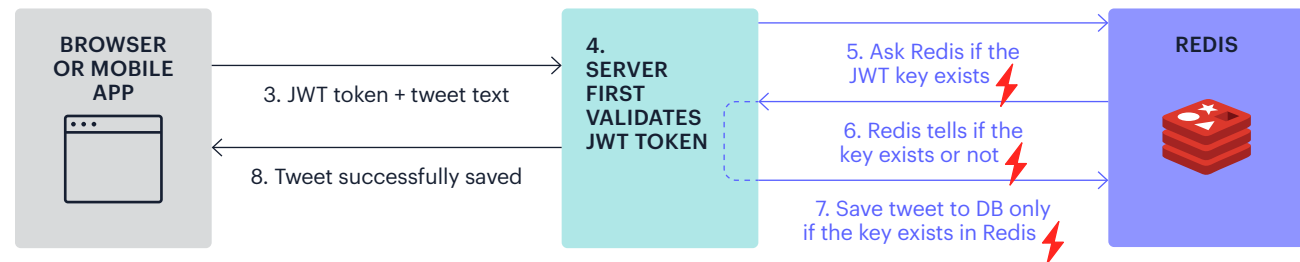 BROWSER
OR MOBILE
APP
3. JWT token + tweet text
8. Tweet successfully saved
4.
SERVER
FIRST
VALIDATES
JWT TOKEN
5. Ask Redis if the
JWT key exists
6. Redis tells if the
key exists or not
7. Save tweet to DB only
if the key exists in Redis
REDIS